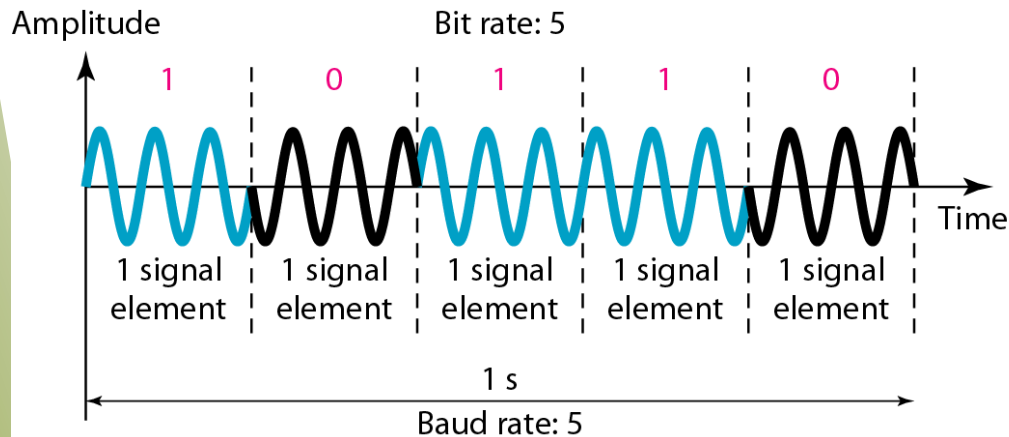 Amplitude
Bit rate: 5
1 0 1 1 0
Time
1 signal 1 signal 1 signal 1 signal 1 signal
element element element element element
1 s
Baud rate: 5